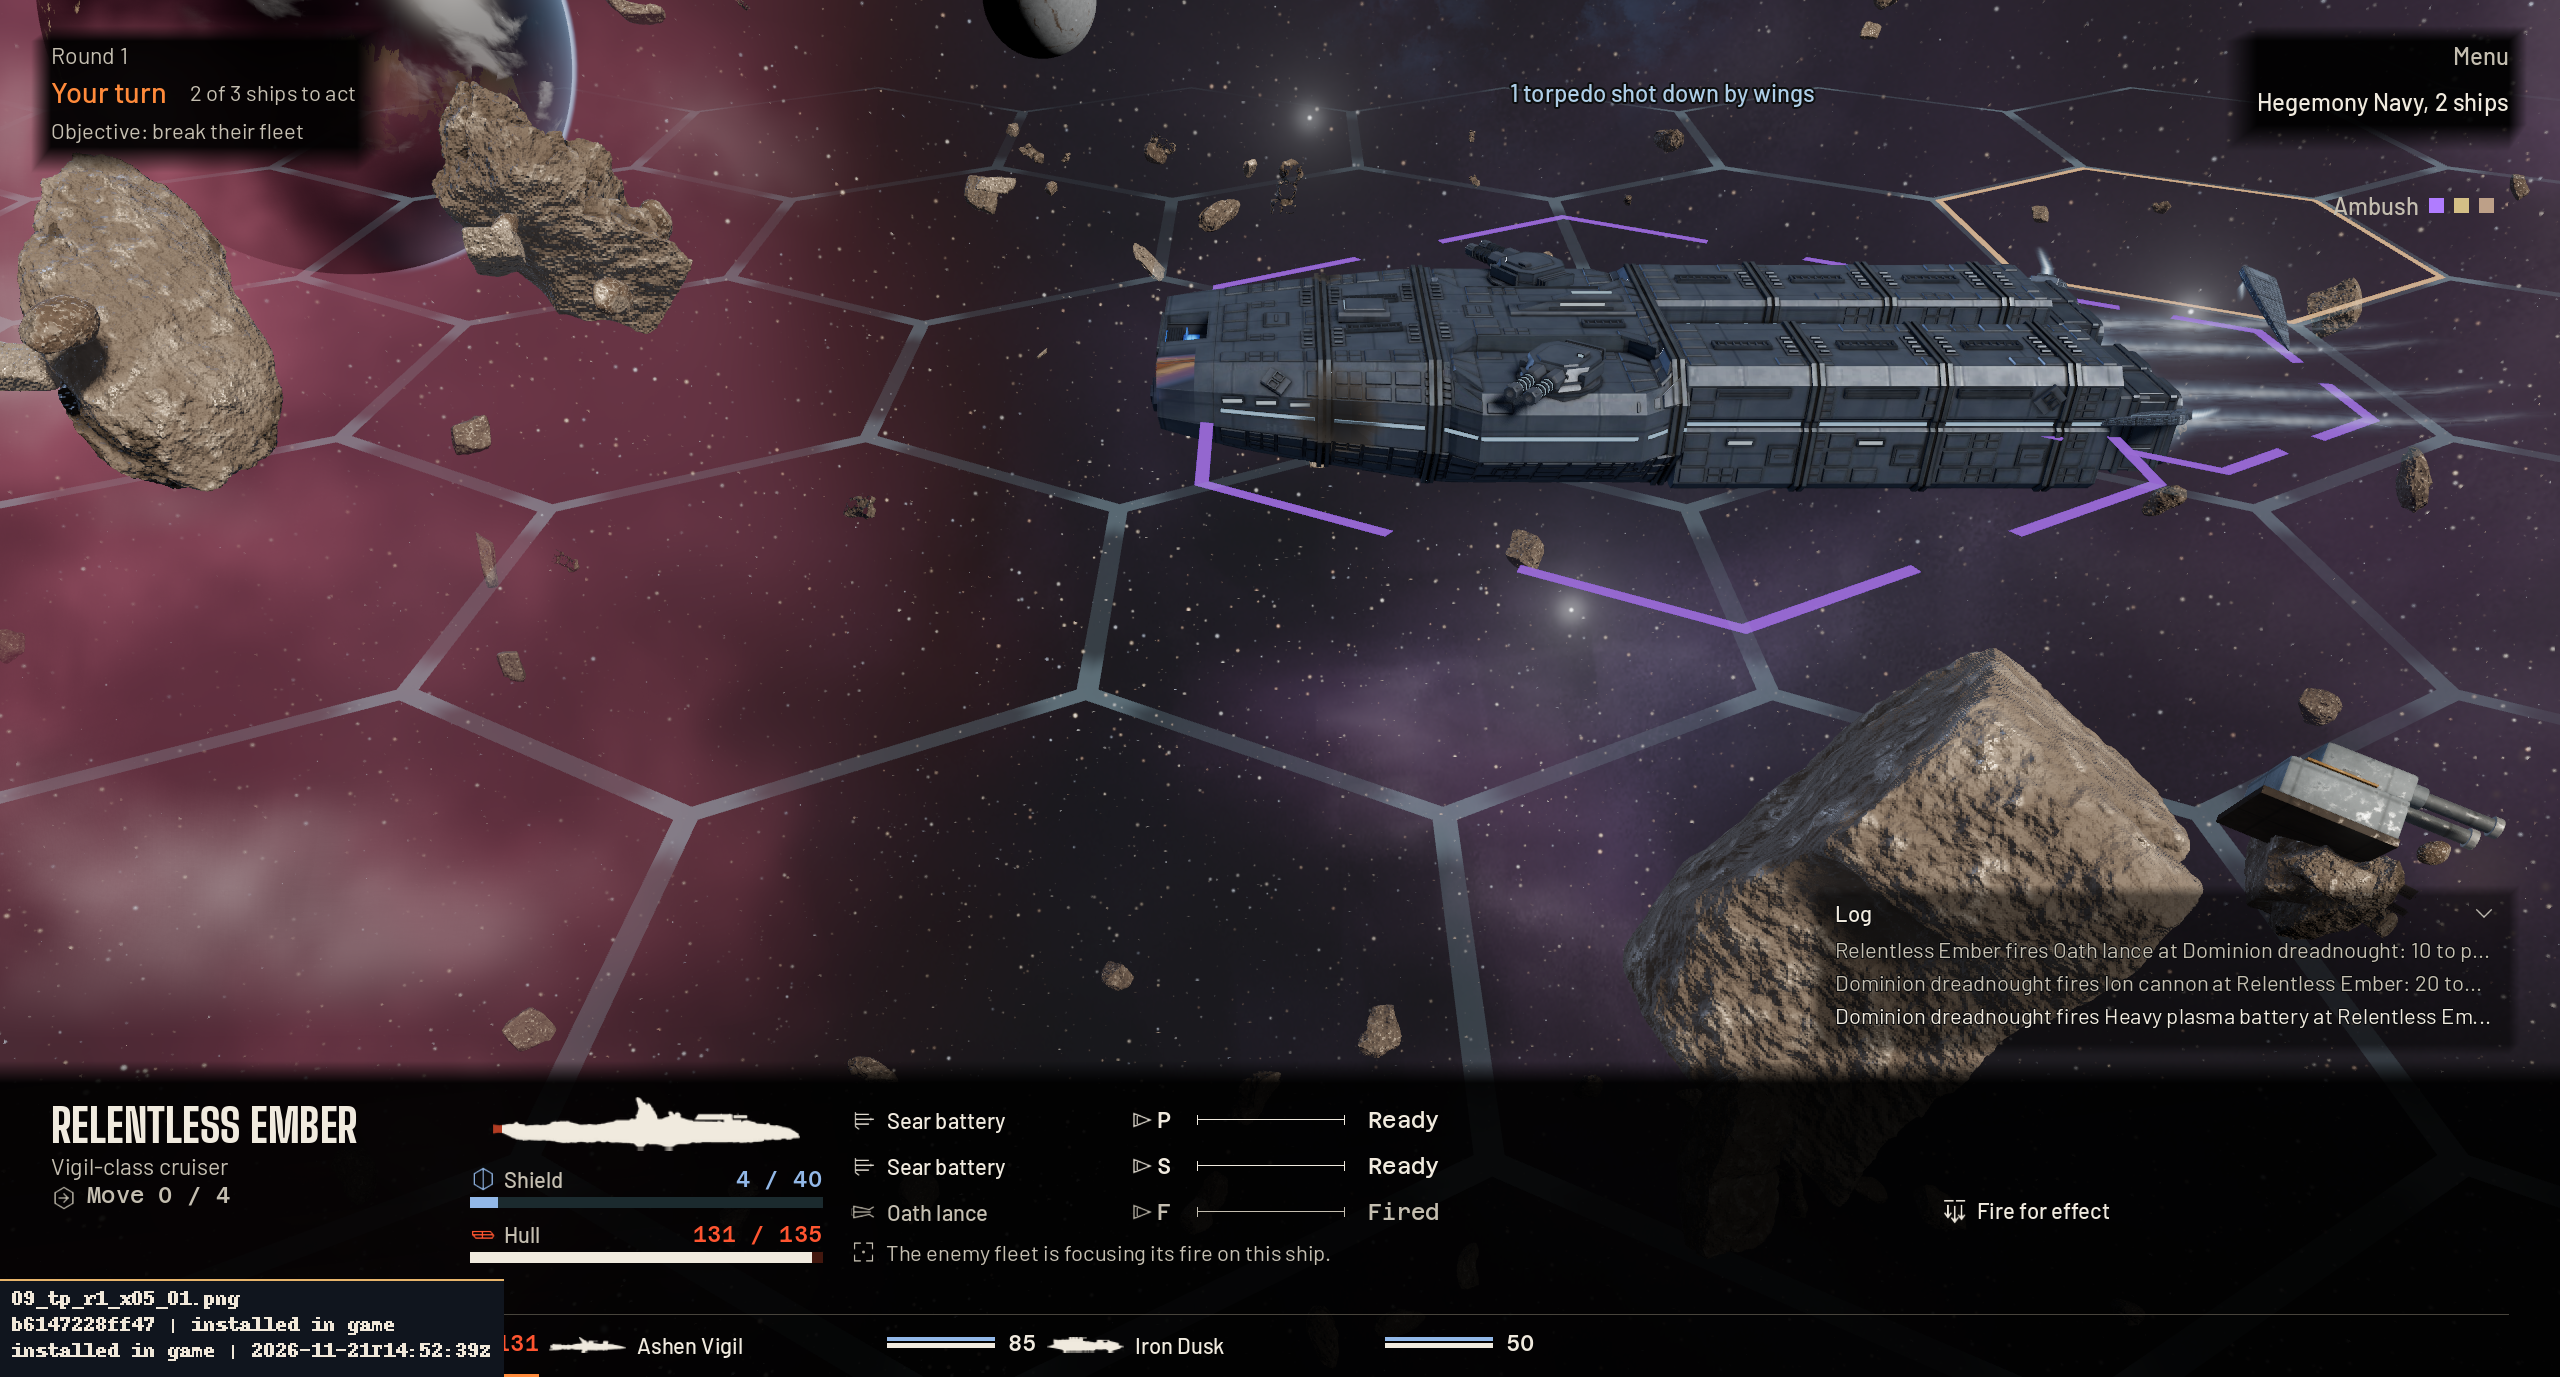 Round 1
Your turn 2 of 3 ships to act
Objective: break their fleet
1 torpedo shot down by wings
Menu
Hegemony Navy, 2 ships
Ambush
Log
Relentless Ember fires Oath lance at Dominion dreadnought: 10 to p...
Dominion dreadnought fires Ion cannon at Relentless Ember: 20 to...
Dominion dreadnought fires Heavy plasma battery at Relentless Em...
RELENTLESS EMBER
Vigil-class cruiser
Move 0 / 4
Shield 4 / 40
Hull 131 / 135
Sear battery P Ready
Sear battery S Ready
Oath lance F Fired
The enemy fleet is focusing its fire on this ship.
Fire for effect
09_tp_r1_x05_01.png
b6147228ff47 | installed in game
installed in game | 2026-11-21r14:52:39z
131 Ashen Vigil 85 Iron Dusk 50